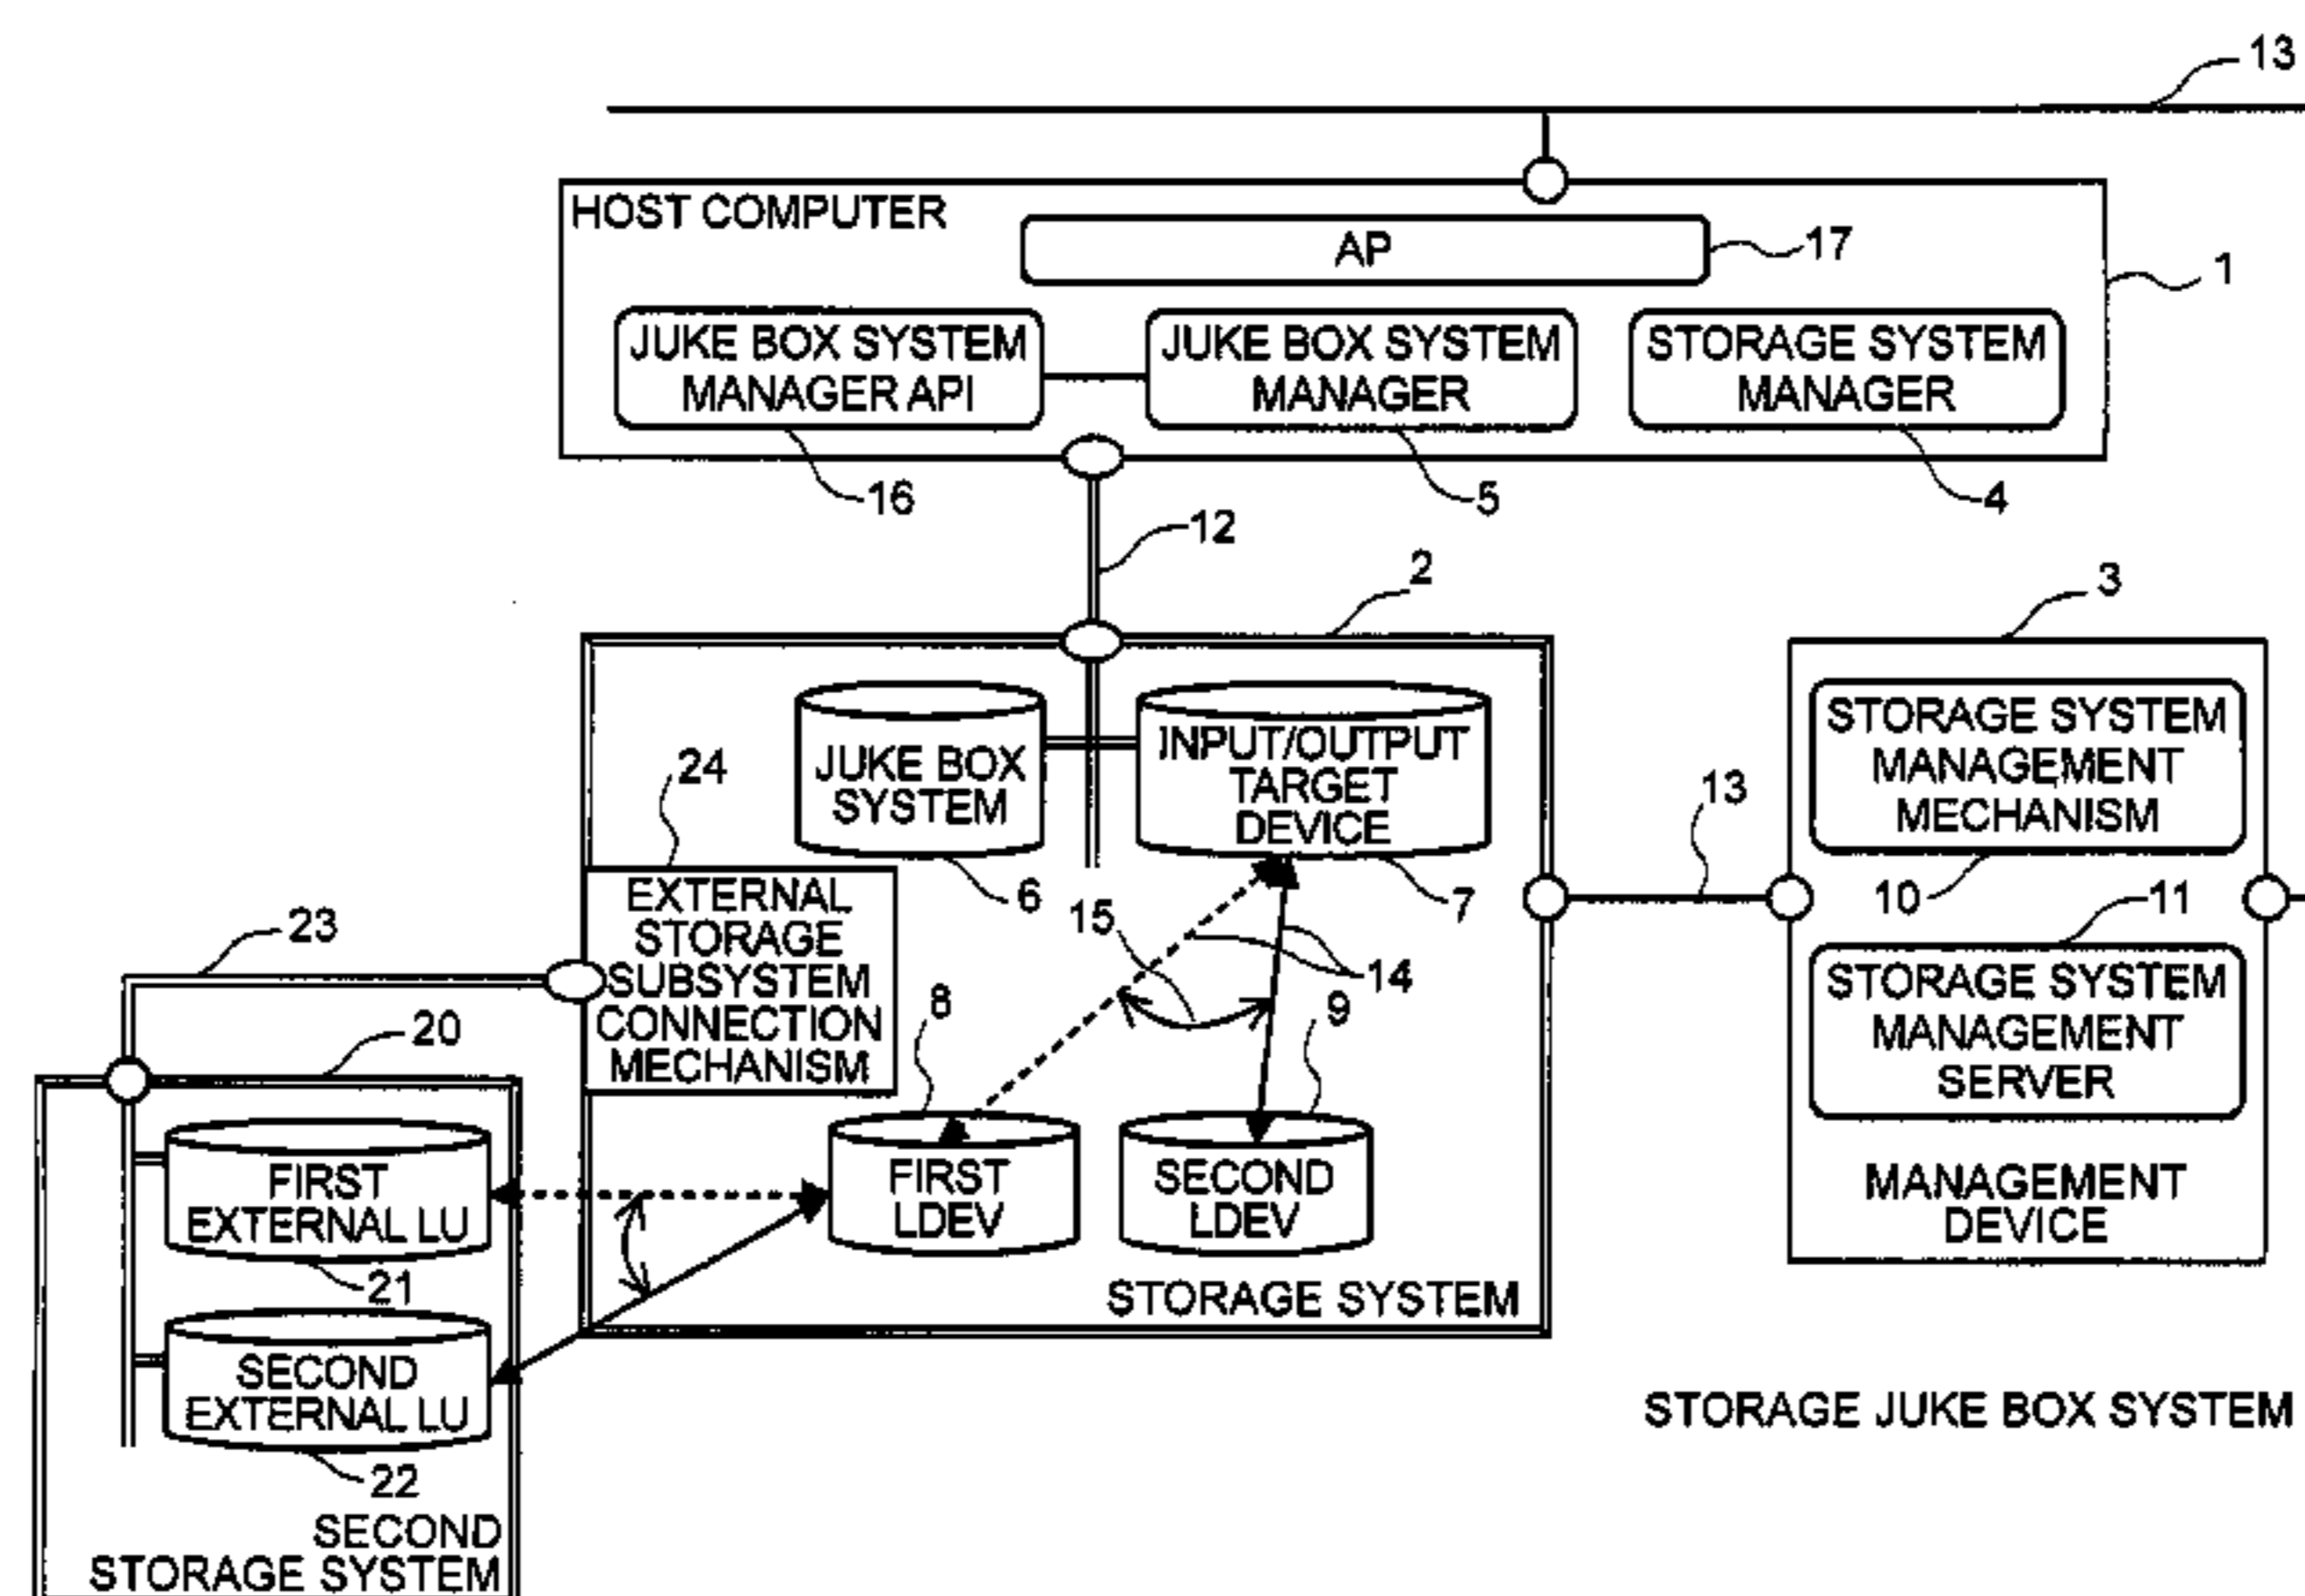 13
HOST COMPUTER
AP
17
1
JUKE BOX SYSTEM
MANAGER API
JUKE BOX SYSTEM
MANAGER
STORAGE SYSTEM
MANAGER
16
5
4
12
2
3
JUKE BOX
SYSTEM
INPUT/OUTPUT
TARGET
DEVICE
24
6
7
13
STORAGE SYSTEM
MANAGEMENT
MECHANISM
10
11
STORAGE SYSTEM
MANAGEMENT
SERVER
MANAGEMENT
DEVICE
EXTERNAL
STORAGE
SUBSYSTEM
CONNECTION
MECHANISM
23
15
14
8
9
20
FIRST
LDEV
SECOND
LDEV
STORAGE SYSTEM
FIRST
EXTERNAL LU
21
SECOND
EXTERNAL LU
22
SECOND
STORAGE SYSTEM
STORAGE JUKE BOX SYSTEM